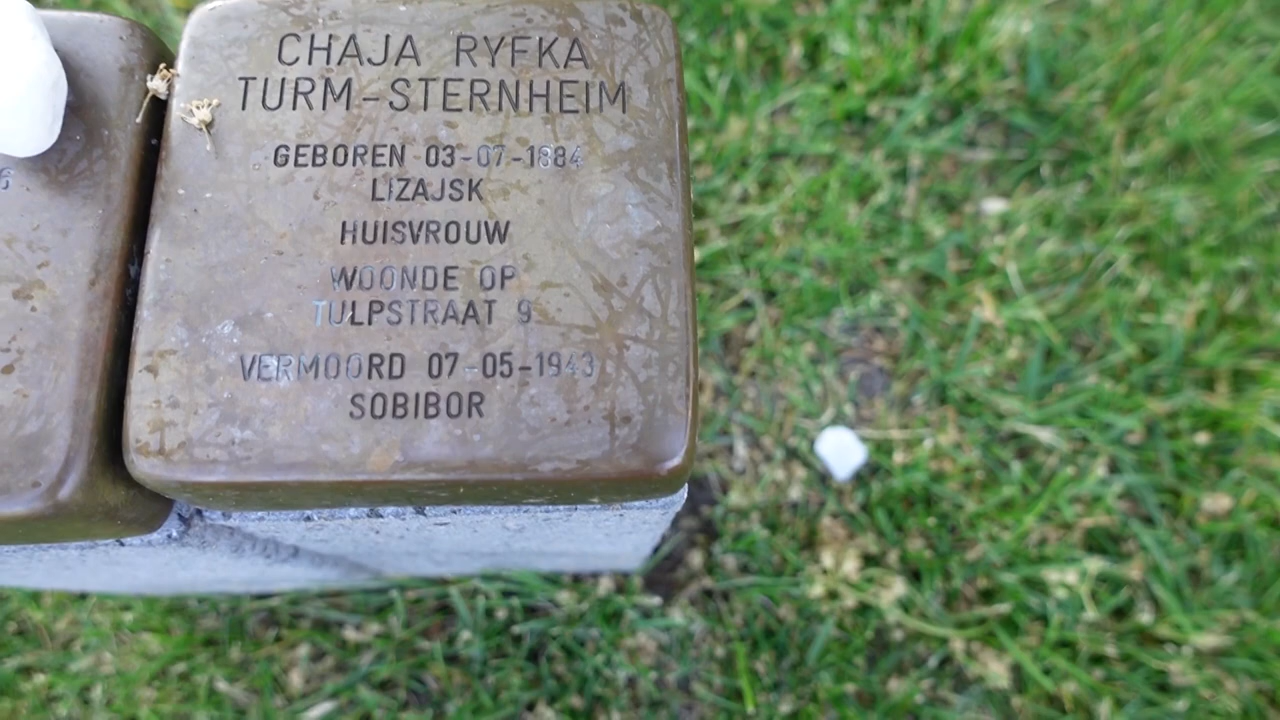 CHAJA RYFKA
TURM-STERNHEIM
GEBOREN 03-07-1884
LIZAJSK
HUISVROUW
WOONDE OP
TULPSTRAAT 9
VERMOORD 07-05-1943
SOBIBOR
6